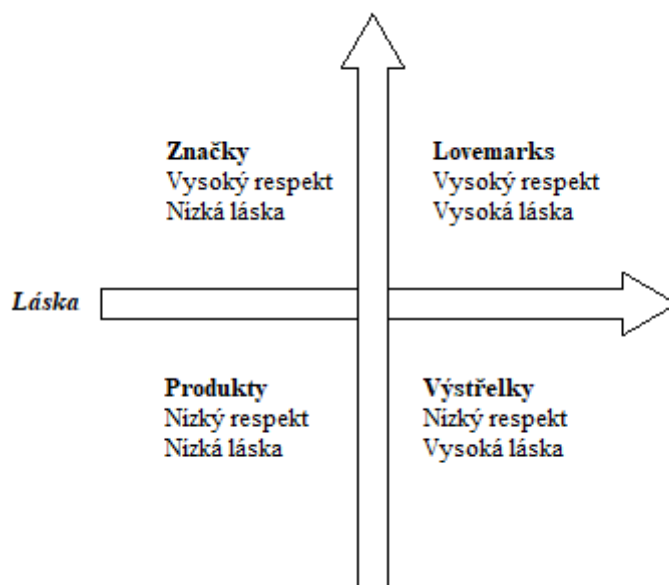 Značky
Vysoký respekt
Nízká láska
Lovemarks
Vysoký respekt
Vysoká láska
Láska
Produkty
Nízký respekt
Nízká láska
Výstřelky
Nízký respekt
Vysoká láska